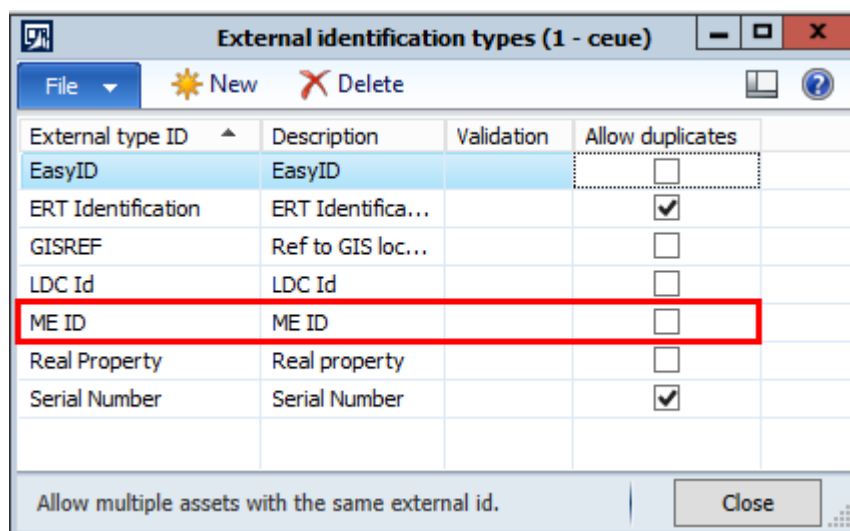 External identification types (1 - ceue)
File New Delete
External type ID Description Validation Allow duplicates
EasyID EasyID
ERT Identification ERT Identifica...
GISREF Ref to GIS loc...
LDC Id LDC Id
ME ID ME ID
Real Property Real property
Serial Number Serial Number
Allow multiple assets with the same external id. Close